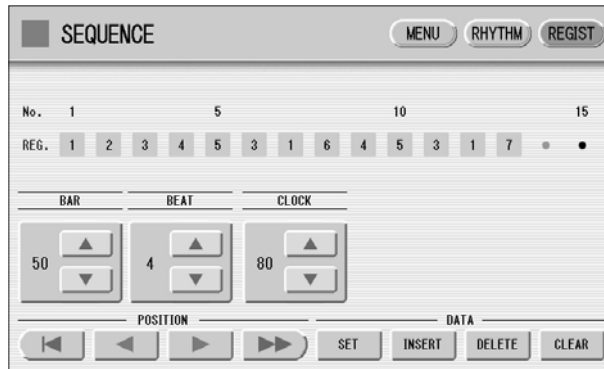 SEQUENCE MENU RHYTHM REGIST
No. 1 5 10 15
REG. 1 2 3 4 5 3 1 6 4 5 3 1 7
BAR BEAT CLOCK
50 4 80
POSITION DATA
SET INSERT DELETE CLEAR